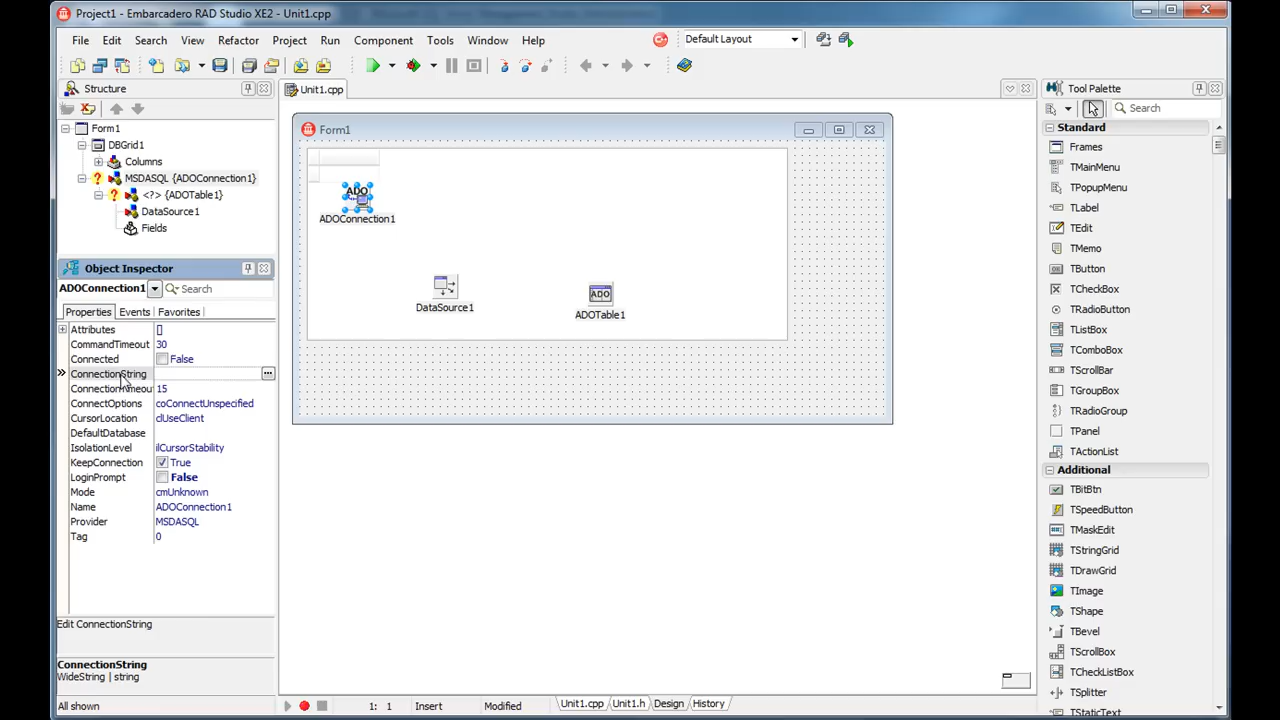 Project1 - Embarcadero RAD Studio XE2 - Unit1.cpp
File Edit Search View Refactor Project Run Component Tools Window Help
Default Layout
Structure
Form1
DBGrid1
Columns
MSDASQL {ADOConnection1}
<?> {ADOTable1}
DataSource1
Fields
Object Inspector
ADOConnection1
Search
Properties Events Favorites
Attributes []
CommandTimeout 30
Connected False
ConnectionString
ConnectionTimeout 15
ConnectOptions coConnectUnspecified
CursorLocation clUseClient
DefaultDatabase
IsolationLevel ilCursorStability
KeepConnection True
LoginPrompt False
Mode cmUnknown
Name ADOConnection1
Provider MSDASQL
Tag 0
Edit ConnectionString
ConnectionString
WideString | string
All shown
Unit1.cpp
Form1
ADO
ADOConnection1
DataSource1
ADO
ADOTable1
1: 1 Insert Modified
Unit1.cpp Unit1.h Design History
Tool Palette
Search
Standard
Frames
TMainMenu
TPopupMenu
TLabel
TEdit
TMemo
TButton
TCheckBox
TRadioButton
TListBox
TComboBox
TScrollBar
TGroupBox
TRadioGroup
TPanel
TActionList
Additional
TBitBtn
TSpeedButton
TMaskEdit
TStringGrid
TDrawGrid
TImage
TShape
TBevel
TScrollBox
TCheckListBox
TSplitter
TStaticText